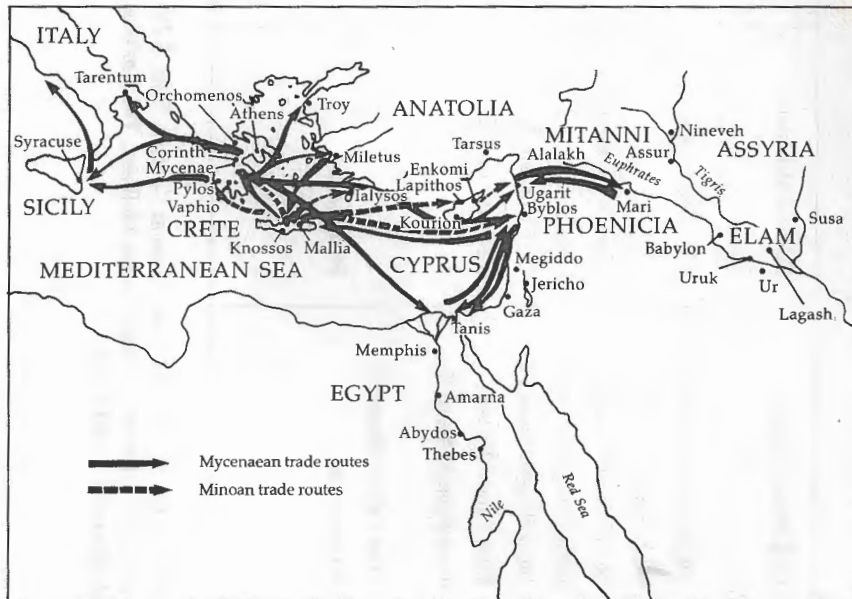 ITALY
Tarentum
Orchomenos
Athens
Troy
ANATOLIA
Syracuse
Corinth
Mycenae
Miletus
Tarsus
MITANNI
Alalakh
Nineveh
Assur
ASSYRIA
Euphrates
Tigris
SICILY
Pylos
Vaphio
Ialysos
Enkomi
Lapithos
Ugarit
Byblos
Mari
Susa
CRETE
Kourion
PHOENICIA
Babylon
ELAM
Knossos
Mallia
CYPRUS
Megiddo
Uruk
Ur
MEDITERRANEAN SEA
Jericho
Gaza
Lagash
Tanis
Memphis
EGYPT
Amarna
Abydos
Thebes
Mycenaean trade routes
Minoan trade routes
Nile
Red Sea